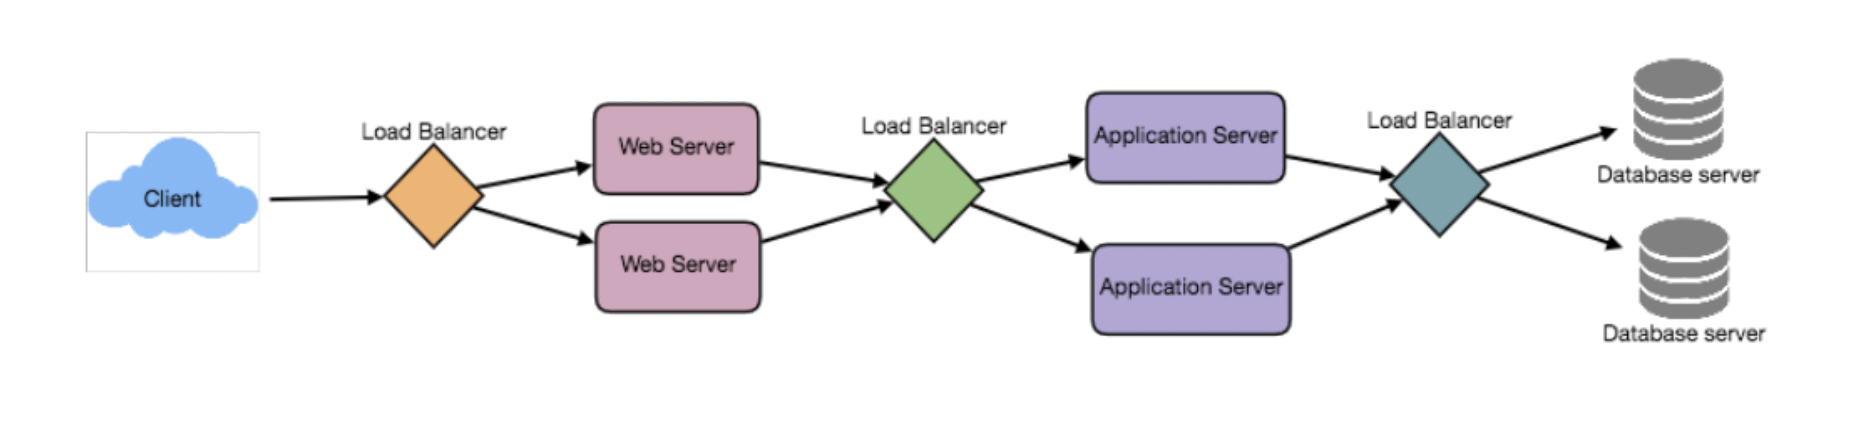 Client
Load Balancer
Web Server
Web Server
Load Balancer
Application Server
Application Server
Load Balancer
Database server
Database server